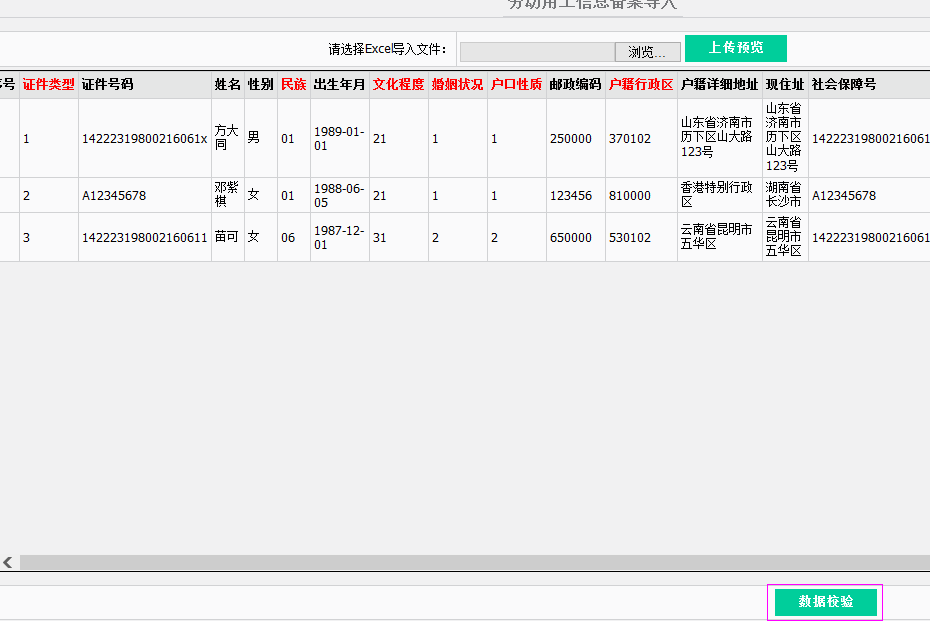 劳动用工信息备案导入
请选择Excel导入文件： 浏览... 上传预览
序号 证件类型 证件号码 姓名 性别 民族 出生年月 文化程度 婚姻状况 户口性质 邮政编码 户籍行政区 户籍详细地址 现住址 社会保障号
1 14222319800216061x 方大同 男 01 1989-01-01 21 1 1 250000 370102 山东省济南市历下区山大路123号 山东省济南市历下区山大路123号 1422231980021606​1
2 A12345678 邓紫棋 女 01 1988-06-05 21 1 1 123456 810000 香港特别行政区 湖南省长沙市 A12345678
3 142223198002160611 苗可 女 06 1987-12-01 31 2 2 650000 530102 云南省昆明市五华区 云南省昆明市五华区 14222319800216061
数据校验